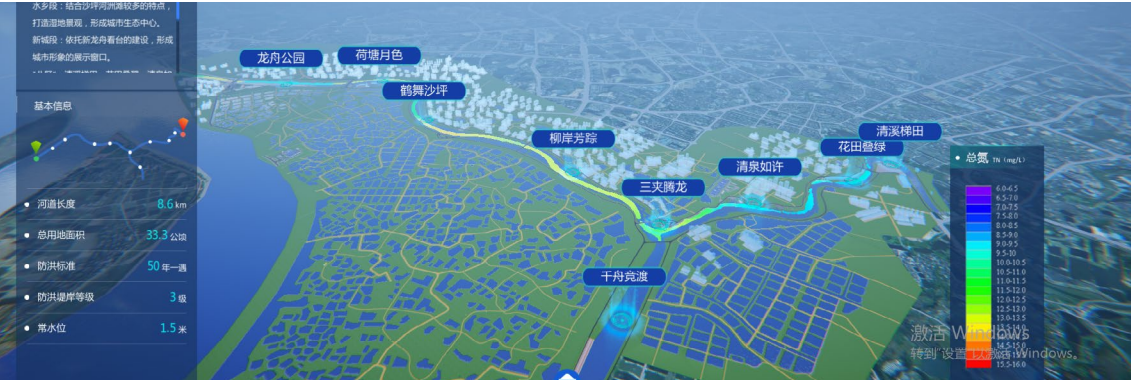 水乡段：结合沙坪河洲滩较多的特点，
打造湿地景观，形成城市生态中心。
新城段：依托新龙舟看台的建设，形成
城市形象的展示窗口。
基本信息
河道长度 8.6 km
总用地面积 33.3 公顷
防洪标准 50 年一遇
防洪堤岸等级 3 级
常水位 1.5 米
龙舟公园
荷塘月色
鹤舞沙坪
柳岸芳踪
三夹腾龙
清泉如许
花田叠绿
清溪梯田
千舟竞渡
总氮 TN（mg/L）
6.0-6.5
6.5-7.0
7.0-7.5
7.5-8.0
8.0-8.5
8.5-9.0
9.0-9.5
9.5-10
10.0-10.5
10.5-11.0
11.0-11.5
11.5-12.0
12.0-12.5
12.5-13.0
13.0-13.5
14.5-15.0
15.5-16.0
激活 Windows
转到"设置"以激活 Windows。